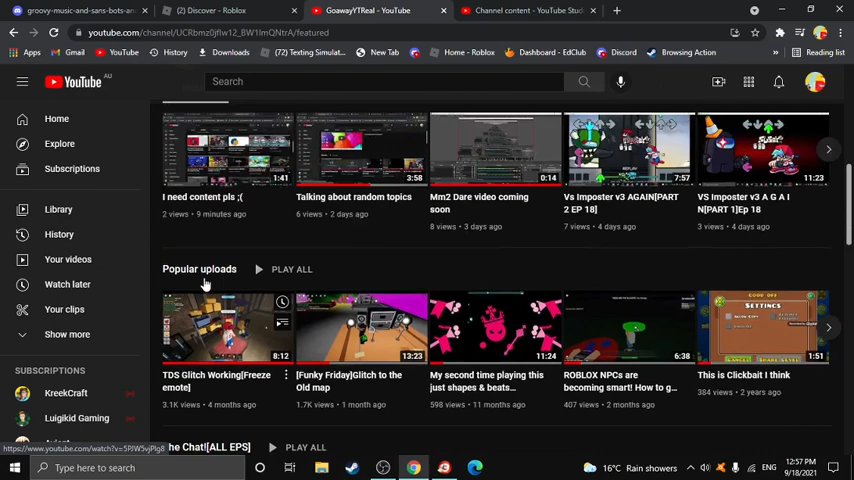 groovy-music-and-sans-bots-and
(2) Discover - Roblox
GoawayYTReal - YouTube
Channel content - YouTube Stud
youtube.com/channel/UCRbmz0jflw12_BW1ImQNtrA/featured
Apps
Gmail
YouTube
History
Downloads
(72) Texting Simulat...
New Tab
Home - Roblox
Dashboard - EdClub
Discord
Browsing Action
Reading list
YouTube AU
Search
Home
Explore
Subscriptions
Library
History
Your videos
Watch later
Your clips
Show more
SUBSCRIPTIONS
KreekCraft
Luigikid Gaming
1:41
3:58
0:14
7:57
11:23
I need content pls ;(
2 views • 9 minutes ago
Talking about random topics
6 views • 2 days ago
Mm2 Dare video coming
soon
8 views • 3 days ago
Vs Imposter v3 AGAIN[PART
2 EP 18]
7 views • 4 days ago
VS Imposter v3 A G A I
N[PART 1]Ep 18
3 views • 4 days ago
Popular uploads
PLAY ALL
8:12
13:23
11:24
6:38
SETTINGS
1:51
TDS Glitch Working[Freeze
emote]
3.1K views • 4 months ago
[Funky Friday]Glitch to the
Old map
1.7K views • 1 month ago
My second time playing this
just shapes & beats...
598 views • 11 months ago
ROBLOX NPCs are
becoming smart! How to g...
407 views • 2 months ago
This is Clickbait I think
384 views • 2 years ago
he Chat![ALL EPS]
PLAY ALL
https://www.youtube.com/watch?v=5PJW5vjPlg8
Type here to search
16°C Rain showers
ENG
12:57 PM
9/18/2021